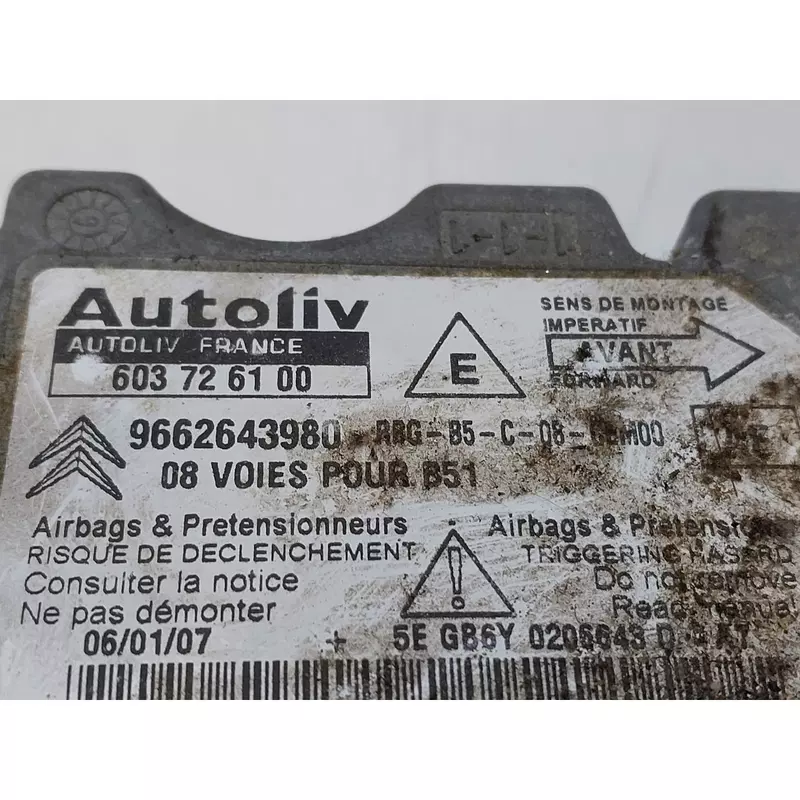 Autoliv
AUTOLIV FRANCE
603 72 61 00
E
SENS DE MONTAGE
IMPERATIF
AVANT
FORWARD
9662643980
08 VOIES POUR B51
Airbags & Pretensionneurs
RISQUE DE DECLENCHEMENT
Consulter la notice
Ne pas démonter
Airbags & Pretens
TRIGGERING HASARD
Do not remove
Read manual
06/01/07 + 5E GB6Y